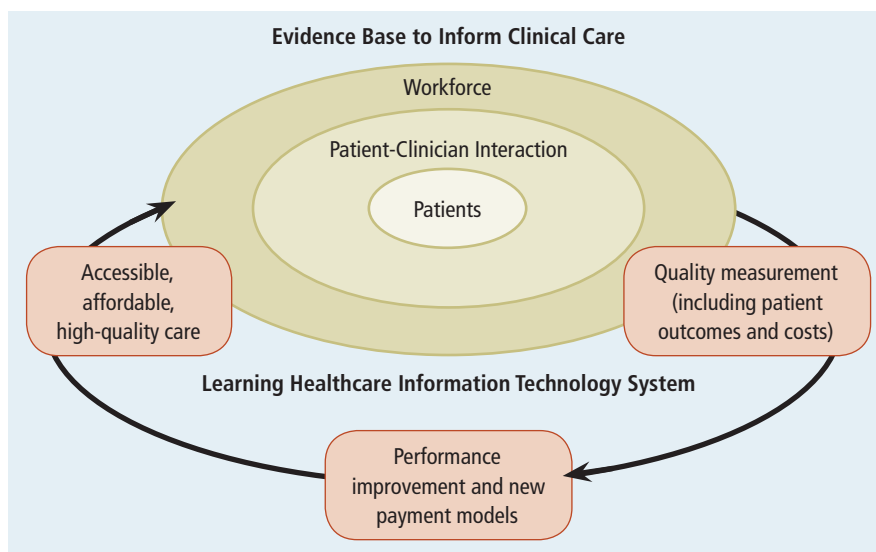 Evidence Base to Inform Clinical Care
Workforce
Patient-Clinician Interaction
Patients
Accessible,
affordable,
high-quality care
Quality measurement
(including patient
outcomes and costs)
Learning Healthcare Information Technology System
Performance
improvement and new
payment models